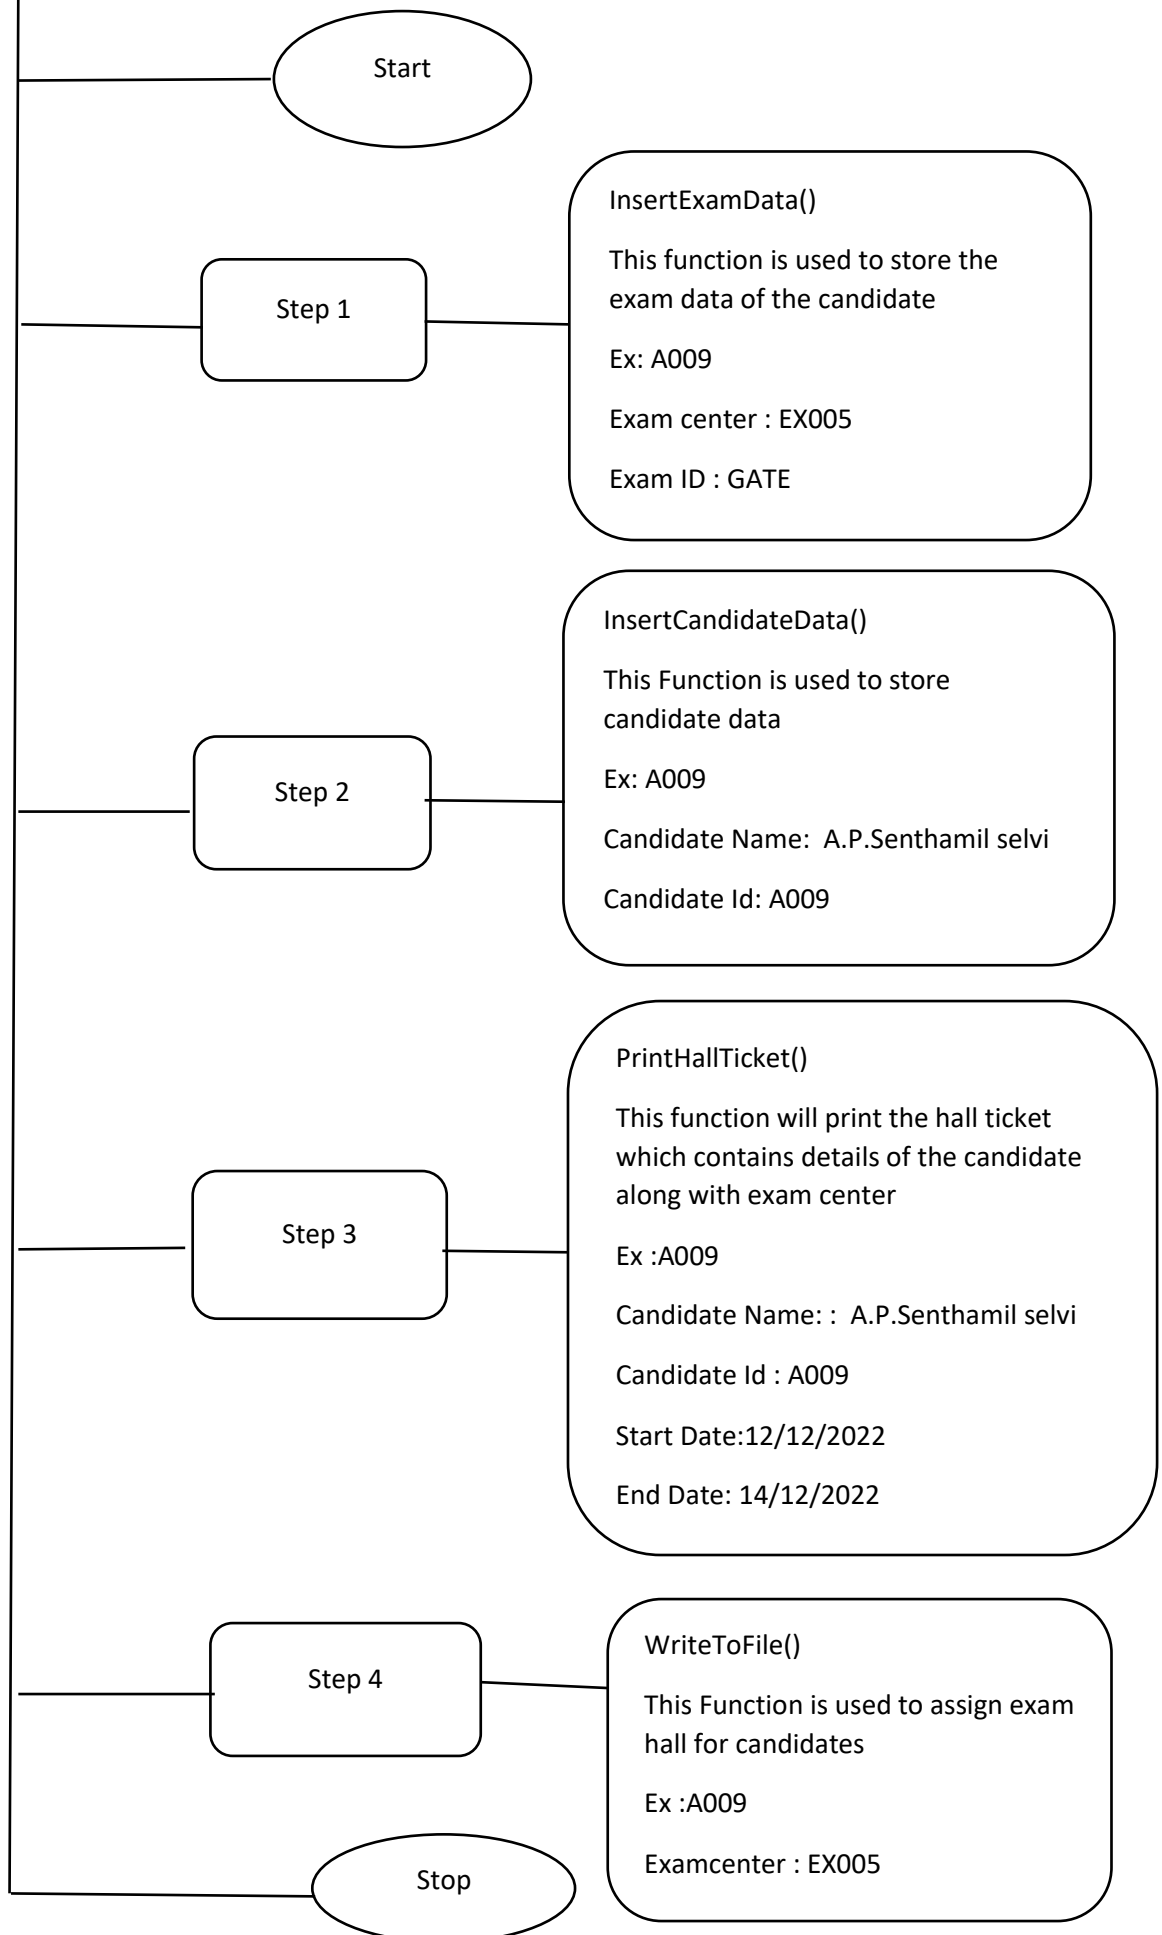 Start
InsertExamData()
This function is used to store the
exam data of the candidate
Step 1
Ex: A009
Exam center : EX005
Exam ID : GATE
InsertCandidateData()
This Function is used to store
candidate data
Step 2
Ex: A009
Candidate Name:  A.P.Senthamil selvi
Candidate Id: A009
PrintHallTicket()
This function will print the hall ticket
which contains details of the candidate
along with exam center
Step 3
Ex :A009
Candidate Name: :  A.P.Senthamil selvi
Candidate Id : A009
Start Date:12/12/2022
End Date: 14/12/2022
WriteToFile()
Step 4
This Function is used to assign exam
hall for candidates
Ex :A009
Examcenter : EX005
Stop